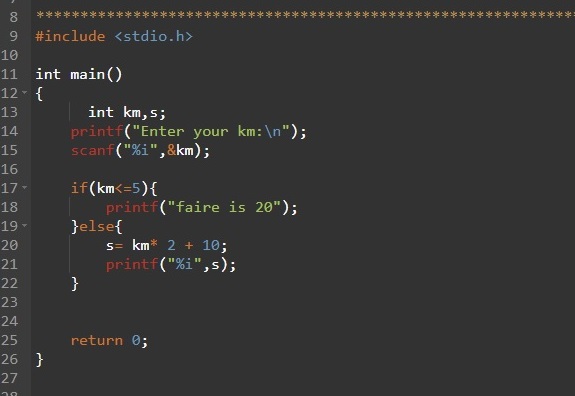 8 ******************************************************************************
9 #include <stdio.h>
10
11 int main()
12 {
13 int km,s;
14 printf("Enter your km:\n");
15 scanf("%i",&km);
16
17 if(km<=5){
18 printf("faire is 20");
19 }else{
20 s= km* 2 + 10;
21 printf("%i",s);
22 }
23
24
25 return 0;
26 }
27